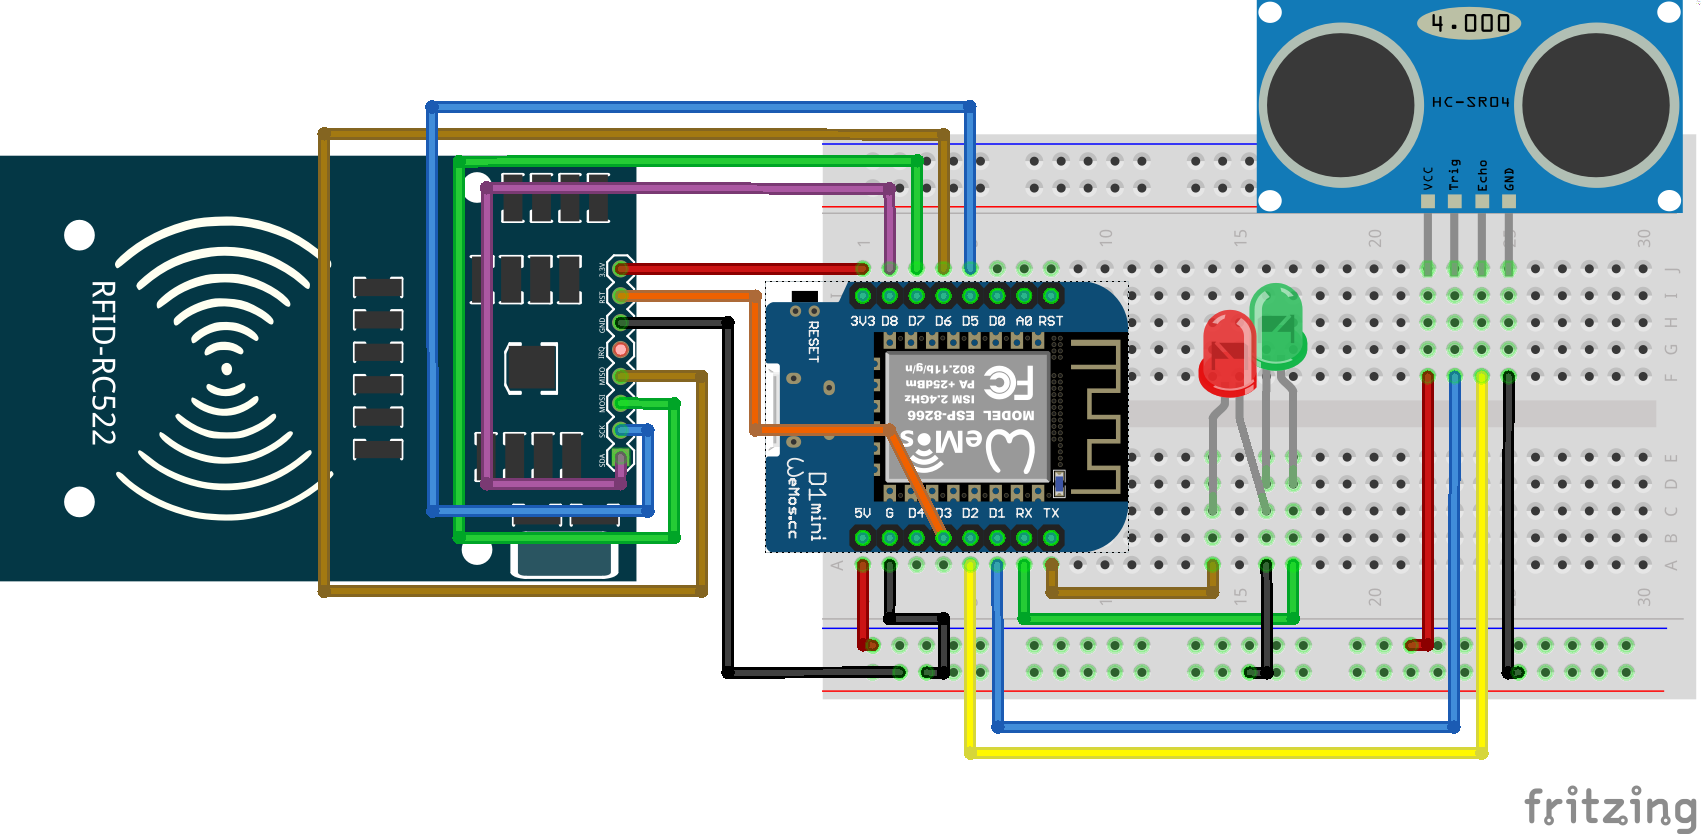 4.000
HC-SR04
VCC
Trig
Echo
GND
RFID-RC522
3.3V
RST
GND
IRQ
MISO
MOSI
SCK
SDA
1
10
15
20
25
30
J
I
H
G
F
3V3 D8 D7 D6 D5 D0 A0 RST
RESET
802.11b/g/n
PA +25dBm
ISM 2.4GHz
MODEL ESP-8266
FC
WeMos
D1 mini
WeMos.cc
5V G D4 D3 D2 D1 RX TX
E
D
C
B
A
A
1
15
20
25
30
fritzing